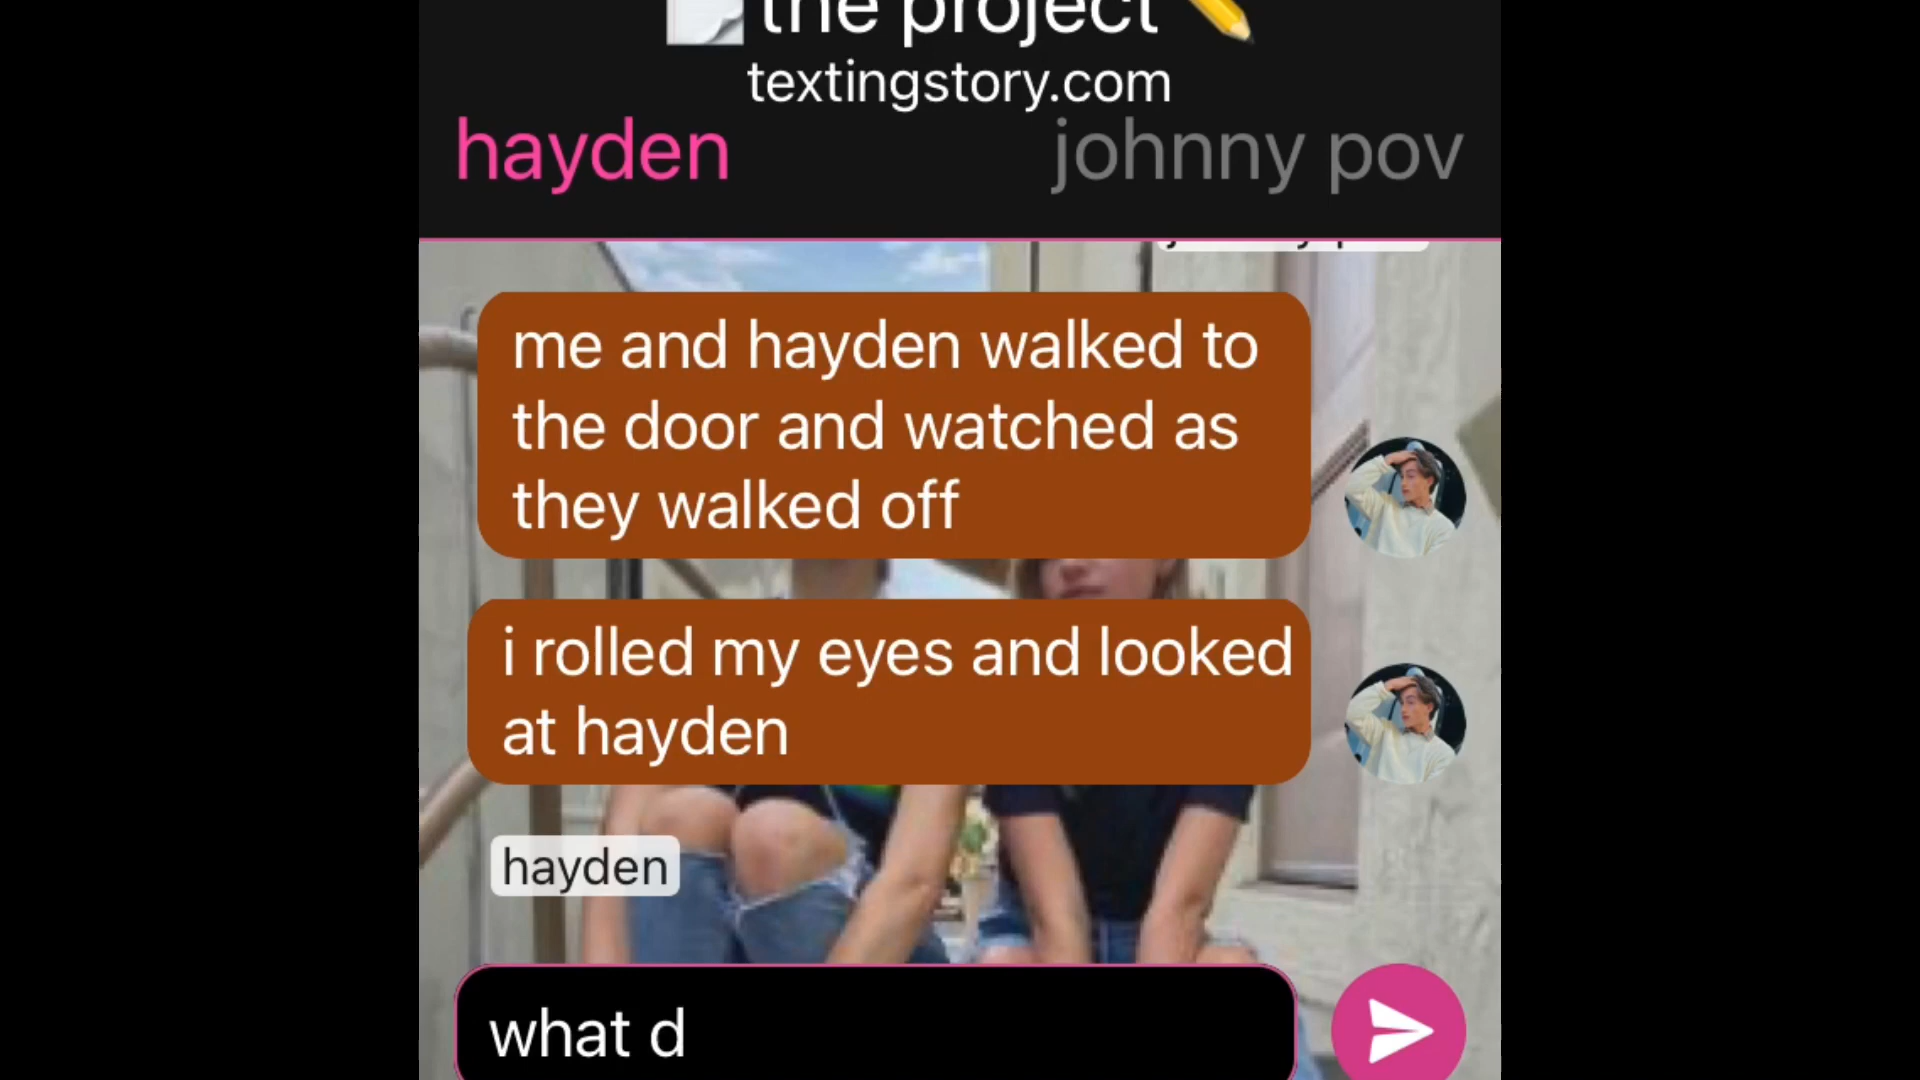 the project
textingstory.com
hayden
johnny pov
me and hayden walked to
the door and watched as
they walked off
i rolled my eyes and looked
at hayden
hayden
what d